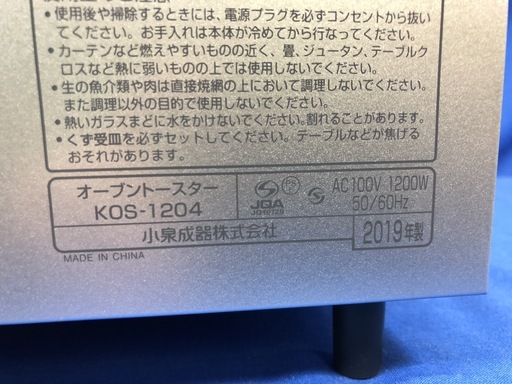 •使用後や掃除するときには、電源プラグを必ずコンセントから抜い
てください。お手入れは本体が冷めてから行なってください。
•カーテンなど燃えやすいものの近く、畳、ジュータン、テーブルク
ロスなど熱に弱いものの上では使用しないでください。
•生の魚介類や肉は直接焼網の上において調理しないでください。
また調理以外の目的で使用しないでください。
•熱いガラスまどに水をかけないでください。割れることがあります。
•くず受皿を必ずセットしてください。テーブルなどが焦げる
おそれがあります。
オーブントースター
KOS-1204
JQA
AC100V 1200W
50/60Hz
小泉成器株式会社
2019年製
MADE IN CHINA